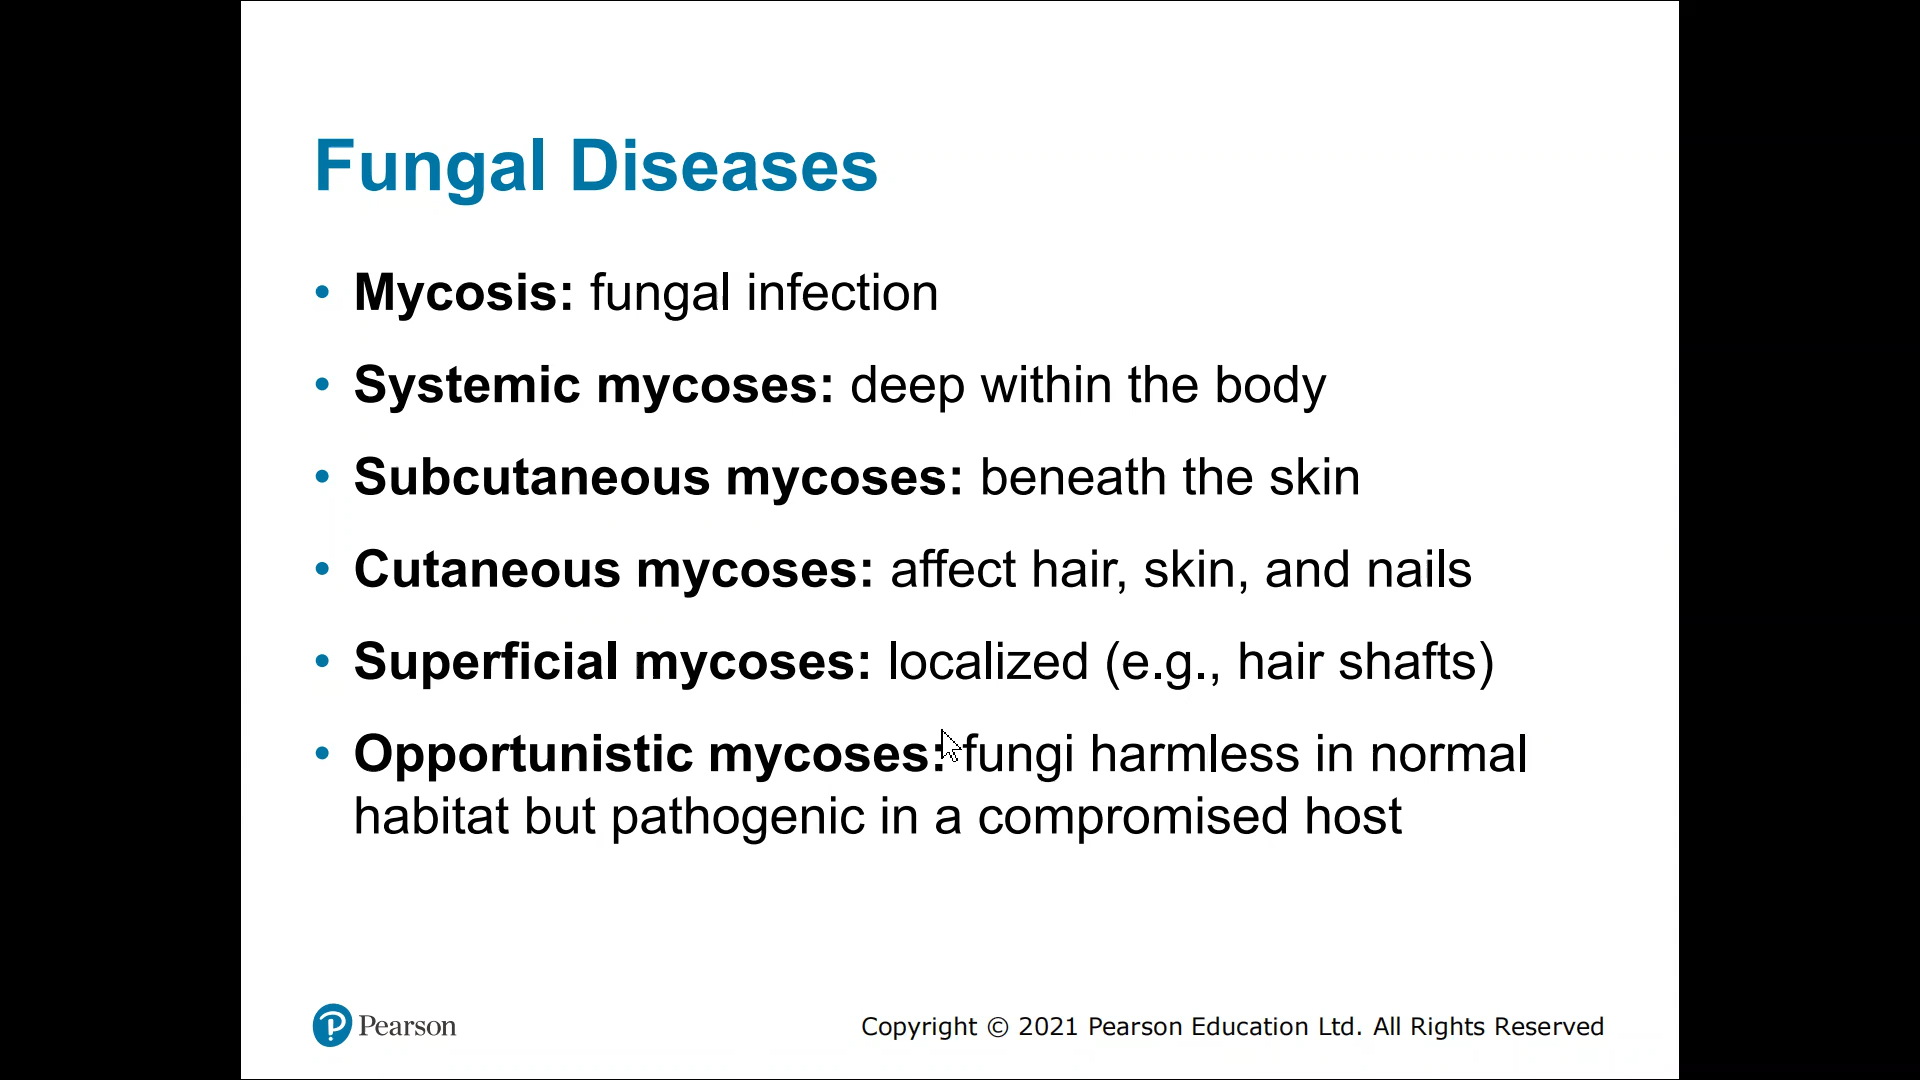 Fungal Diseases
• Mycosis: fungal infection
• Systemic mycoses: deep within the body
• Subcutaneous mycoses: beneath the skin
• Cutaneous mycoses: affect hair, skin, and nails
• Superficial mycoses: localized (e.g., hair shafts)
• Opportunistic mycoses: fungi harmless in normal
habitat but pathogenic in a compromised host
Pearson
Copyright © 2021 Pearson Education Ltd. All Rights Reserved